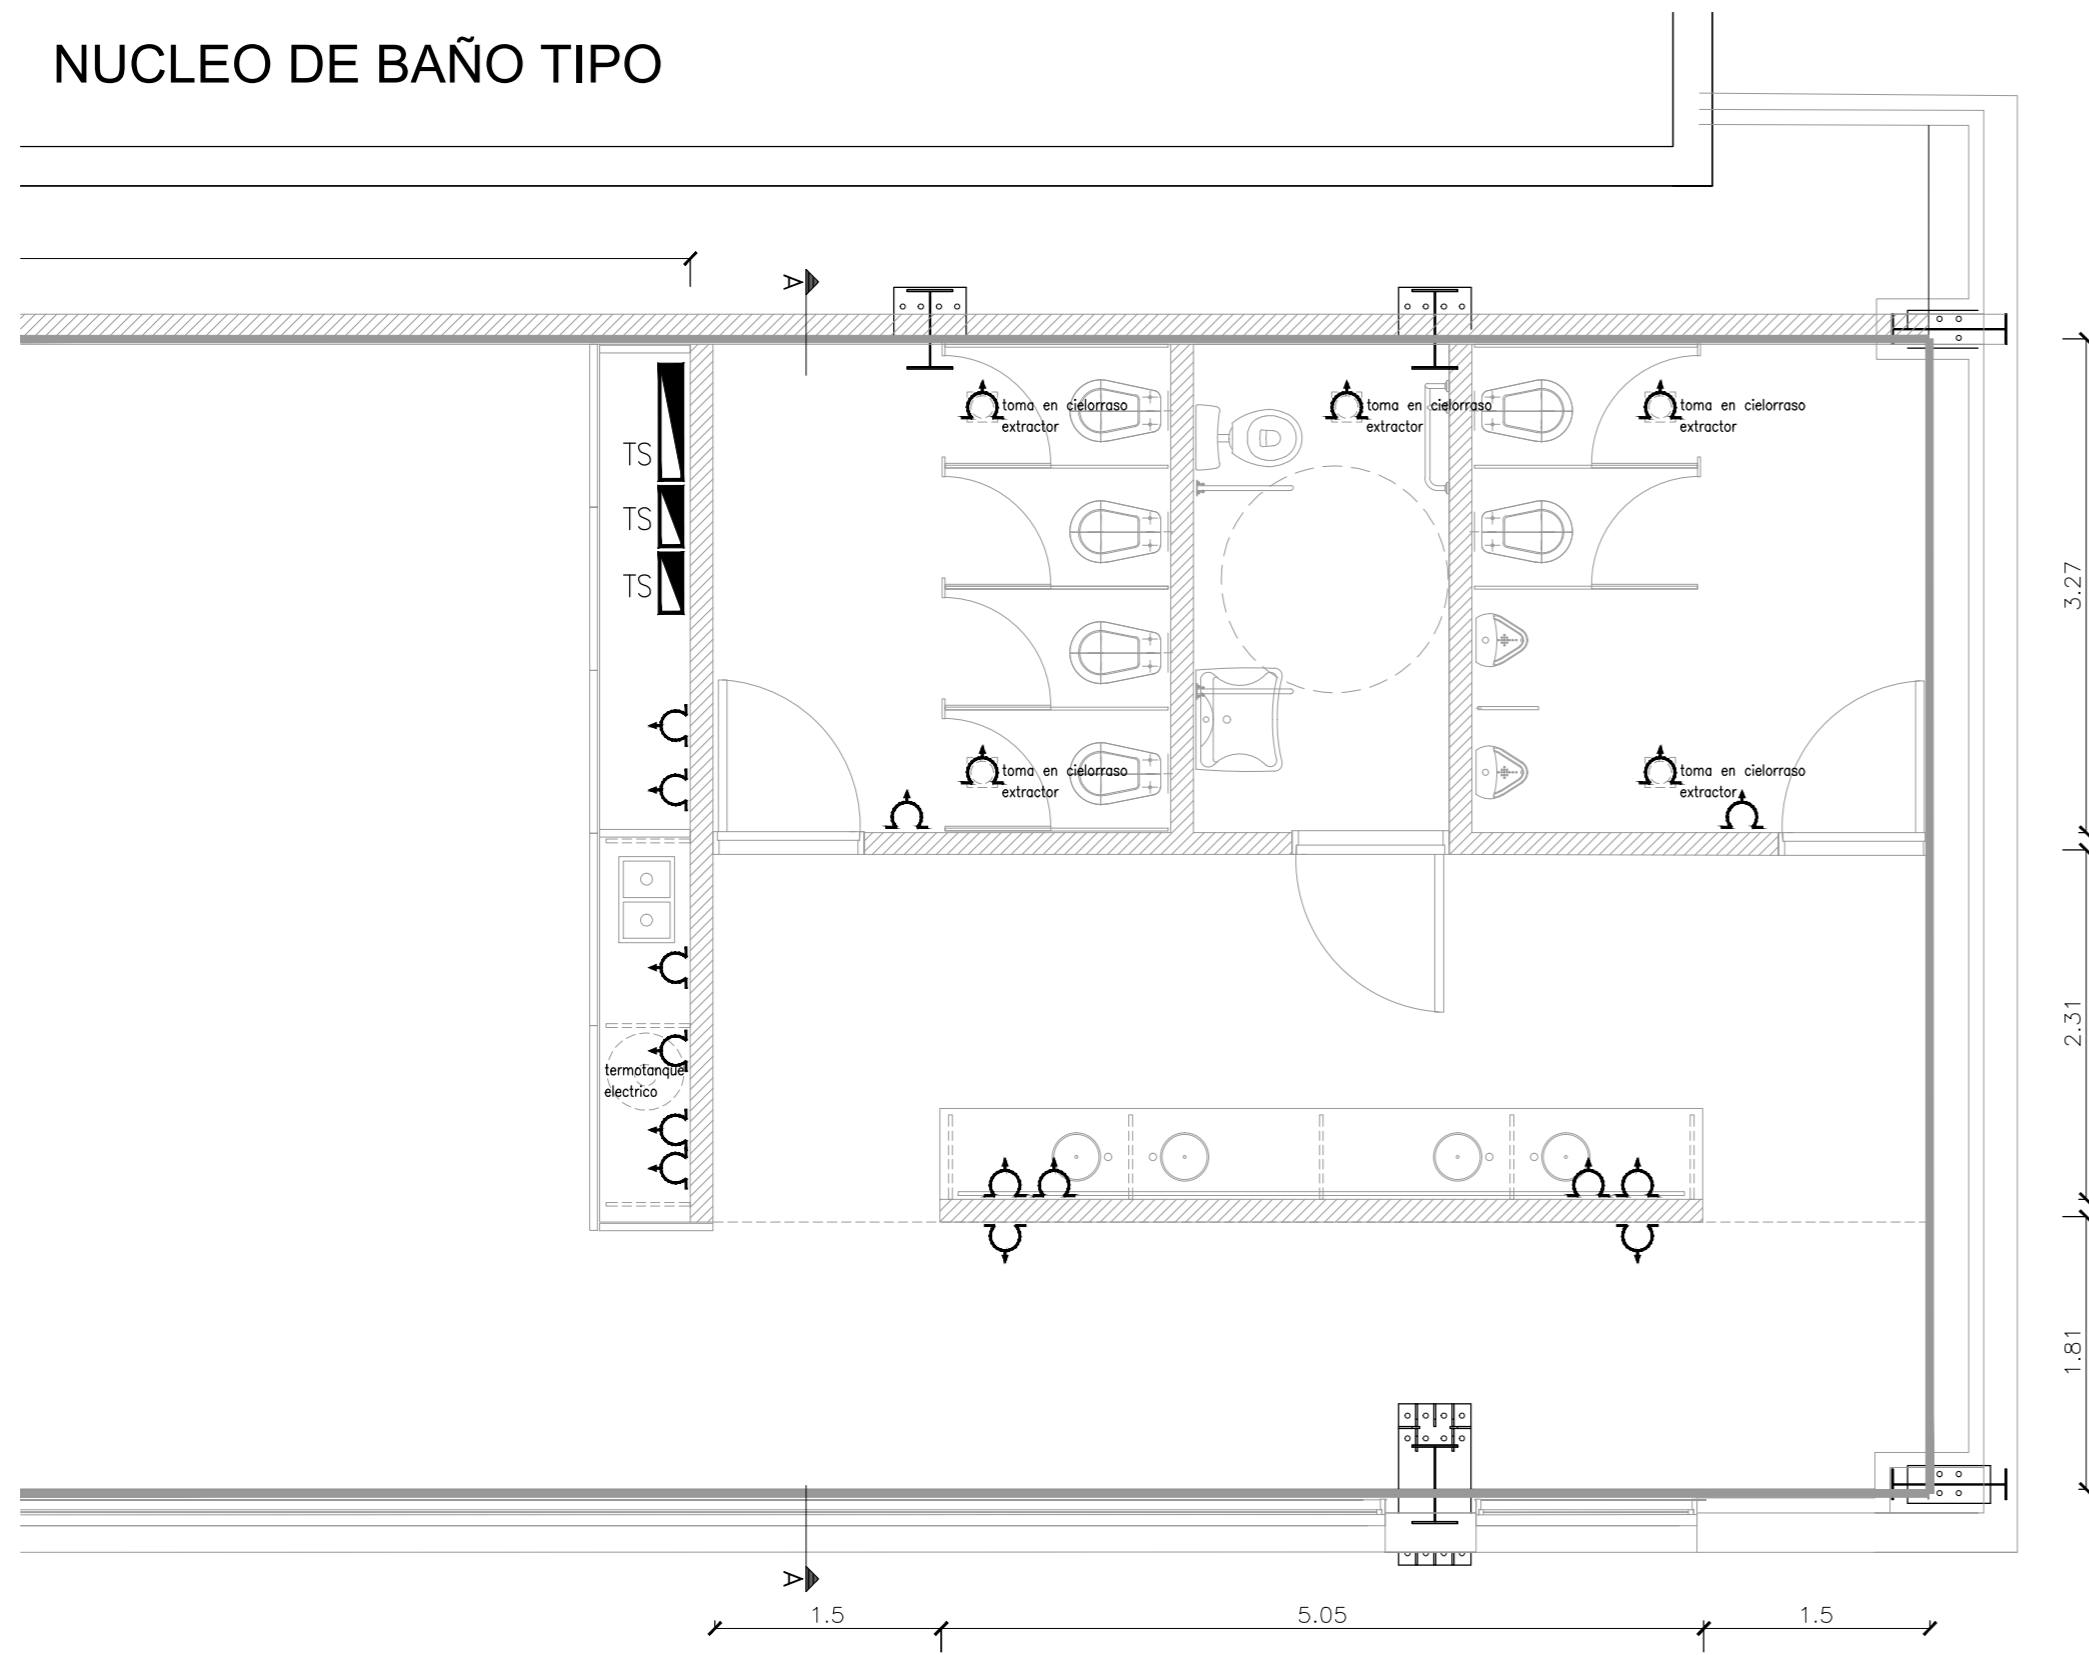 NUCLEO DE BAÑO TIPO
A
toma en cielorraso
extractor
toma en cielorraso
extractor
toma en cielorraso
extractor
TS
TS
TS
3.27
toma en cielorraso
extractor
toma en cielorraso
extractor
2.31
termotanque
electrico
1.81
A
1.5
5.05
1.5